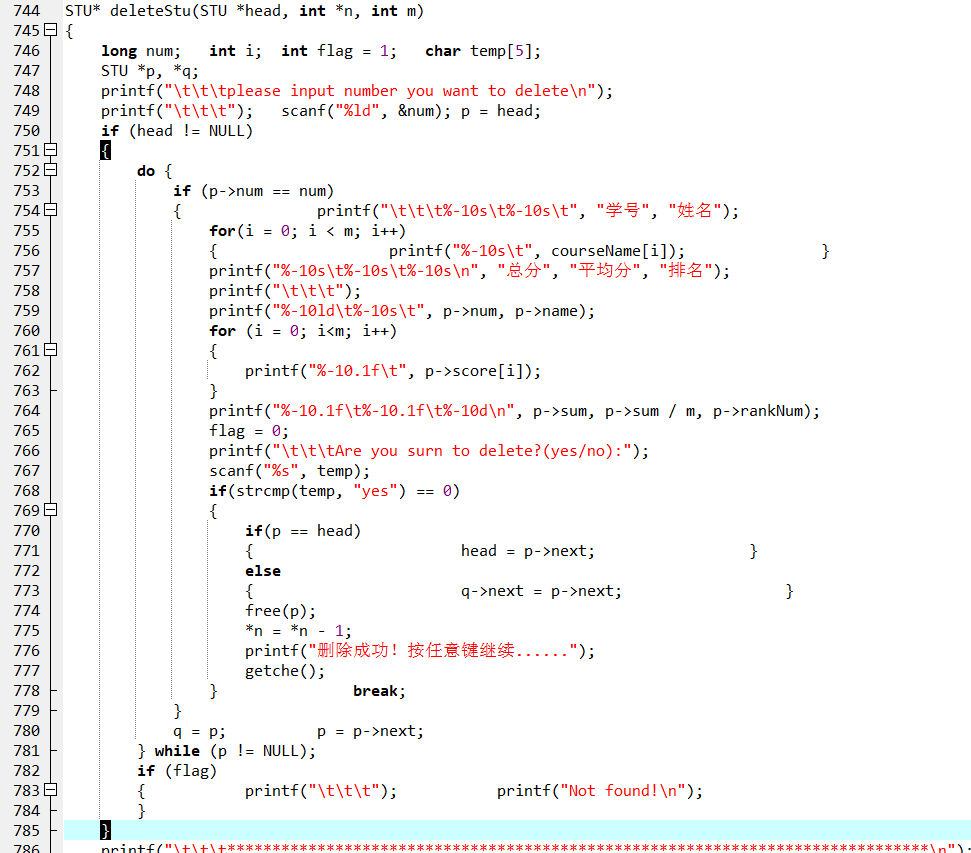 744 STU* deleteStu(STU *head, int *n, int m)
745 {
746 long num; int i; int flag = 1; char temp[5];
747 STU *p, *q;
748 printf("\t\t\tplease input number you want to delete\n");
749 printf("\t\t\t"); scanf("%ld", &num); p = head;
750 if (head != NULL)
751 {
752 do {
753 if (p->num == num)
754 { printf("\t\t\t%-10s\t%-10s\t", "学号", "姓名");
755 for(i = 0; i < m; i++)
756 { printf("%-10s\t", courseName[i]); }
757 printf("%-10s\t%-10s\t%-10s\n", "总分", "平均分", "排名");
758 printf("\t\t\t");
759 printf("%-10ld\t%-10s\t", p->num, p->name);
760 for (i = 0; i<m; i++)
761 {
762 printf("%-10.1f\t", p->score[i]);
763 }
764 printf("%-10.1f\t%-10.1f\t%-10d\n", p->sum, p->sum / m, p->rankNum);
765 flag = 0;
766 printf("\t\t\tAre you surn to delete?(yes/no):");
767 scanf("%s", temp);
768 if(strcmp(temp, "yes") == 0)
769 {
770 if(p == head)
771 { head = p->next; }
772 else
773 { q->next = p->next; }
774 free(p);
775 *n = *n - 1;
776 printf("删除成功！按任意键继续......");
777 getche();
778 } break;
779 }
780 q = p; p = p->next;
781 } while (p != NULL);
782 if (flag)
783 { printf("\t\t\t"); printf("Not found!\n");
784 }
785 }
786 printf("\t\t\t******************************************************************************\n");